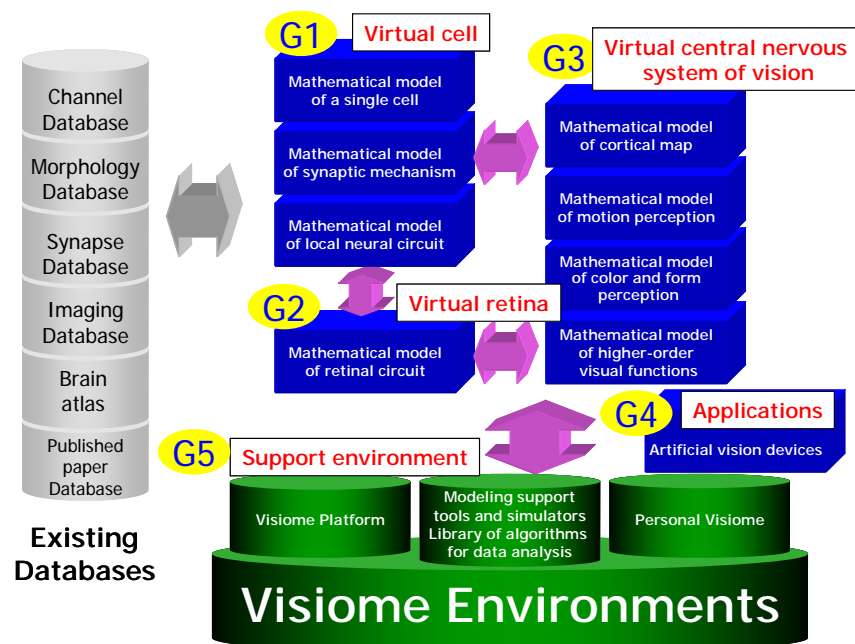 G1
Virtual cell
Mathematical model
of a single cell
Mathematical model
of synaptic mechanism
Mathematical model
of local neural circuit
G3
Virtual central nervous
system of vision
Mathematical model
of cortical map
Mathematical model
of motion perception
Mathematical model
of color and form
perception
Mathematical model
of higher-order
visual functions
Channel
Database
Morphology
Database
Synapse
Database
Imaging
Database
Brain
atlas
Published
paper
Database
Existing
Databases
G2
Virtual retina
Mathematical model
of retinal circuit
G4
Applications
Artificial vision devices
G5
Support environment
Visiome Platform
Modeling support
tools and simulators
Library of algorithms
for data analysis
Personal Visiome
Visiome Environments